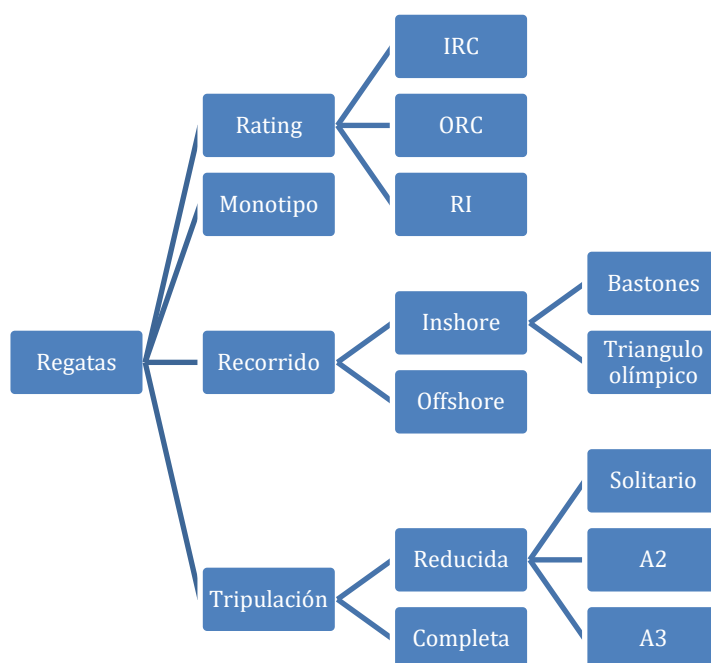 IRC
Rating
ORC
RI
Monotipo
Bastones
Inshore
Regatas
Recorrido
Triangulo
olímpico
Offshore
Solitario
Reducida
A2
Tripulación
Completa
A3